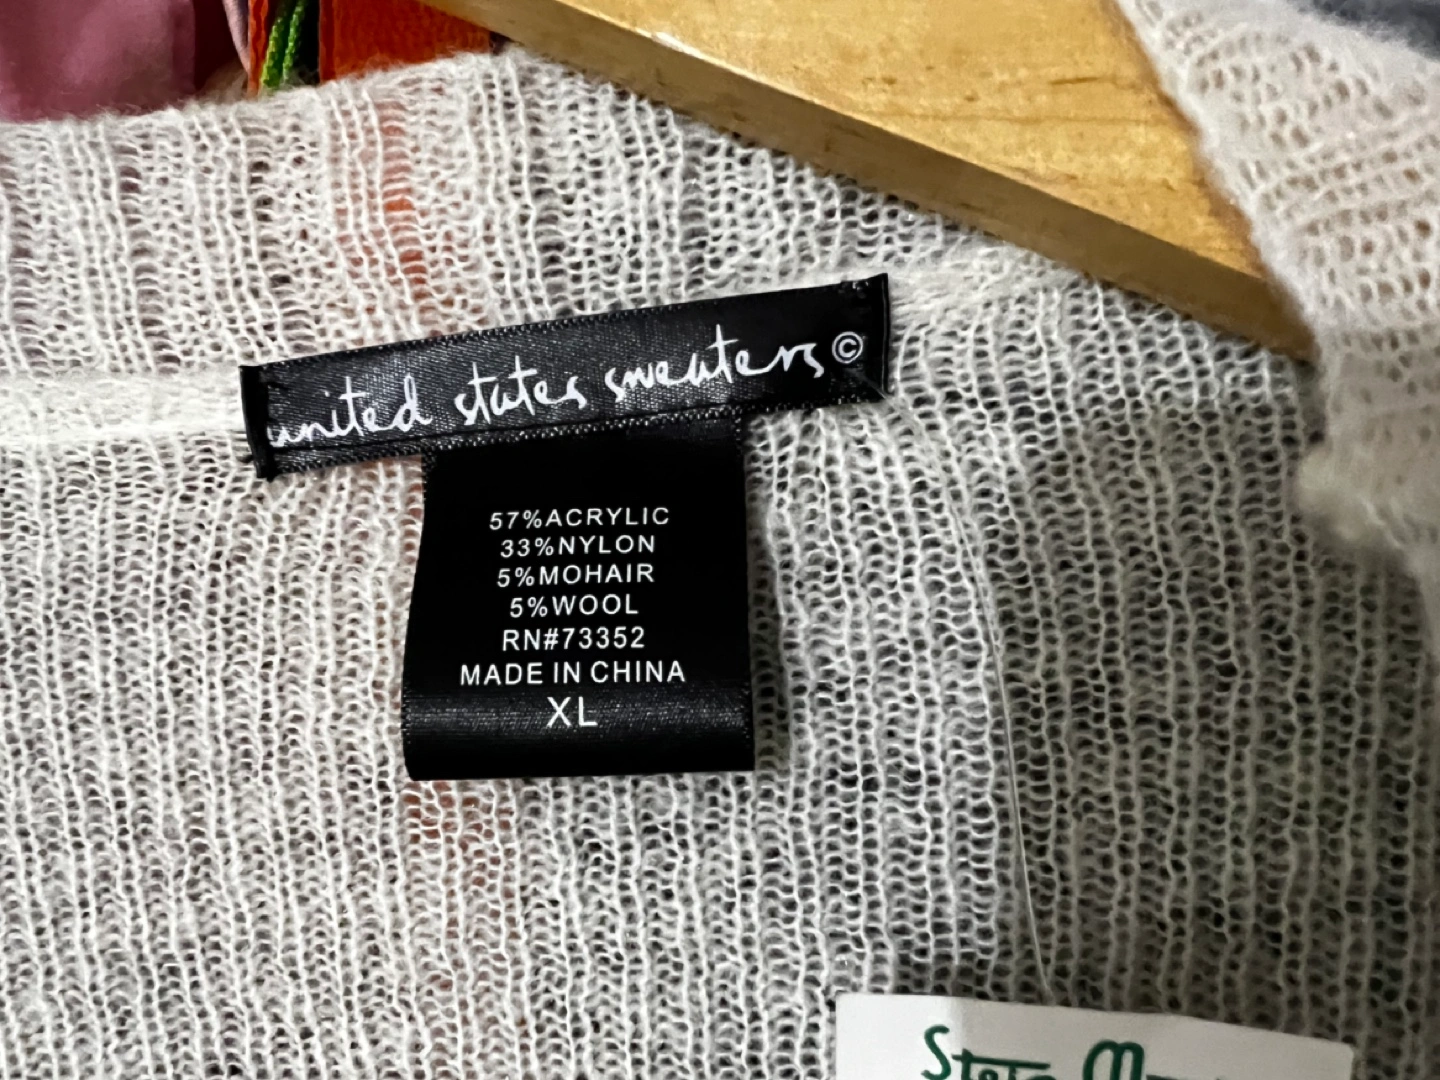 united states sweaters©
57%ACRYLIC
33%NYLON
5%MOHAIR
5%WOOL
RN#73352
MADE IN CHINA
XL